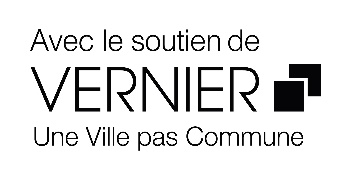 Avec le soutien de
VERNIER
Une Ville pas Commune